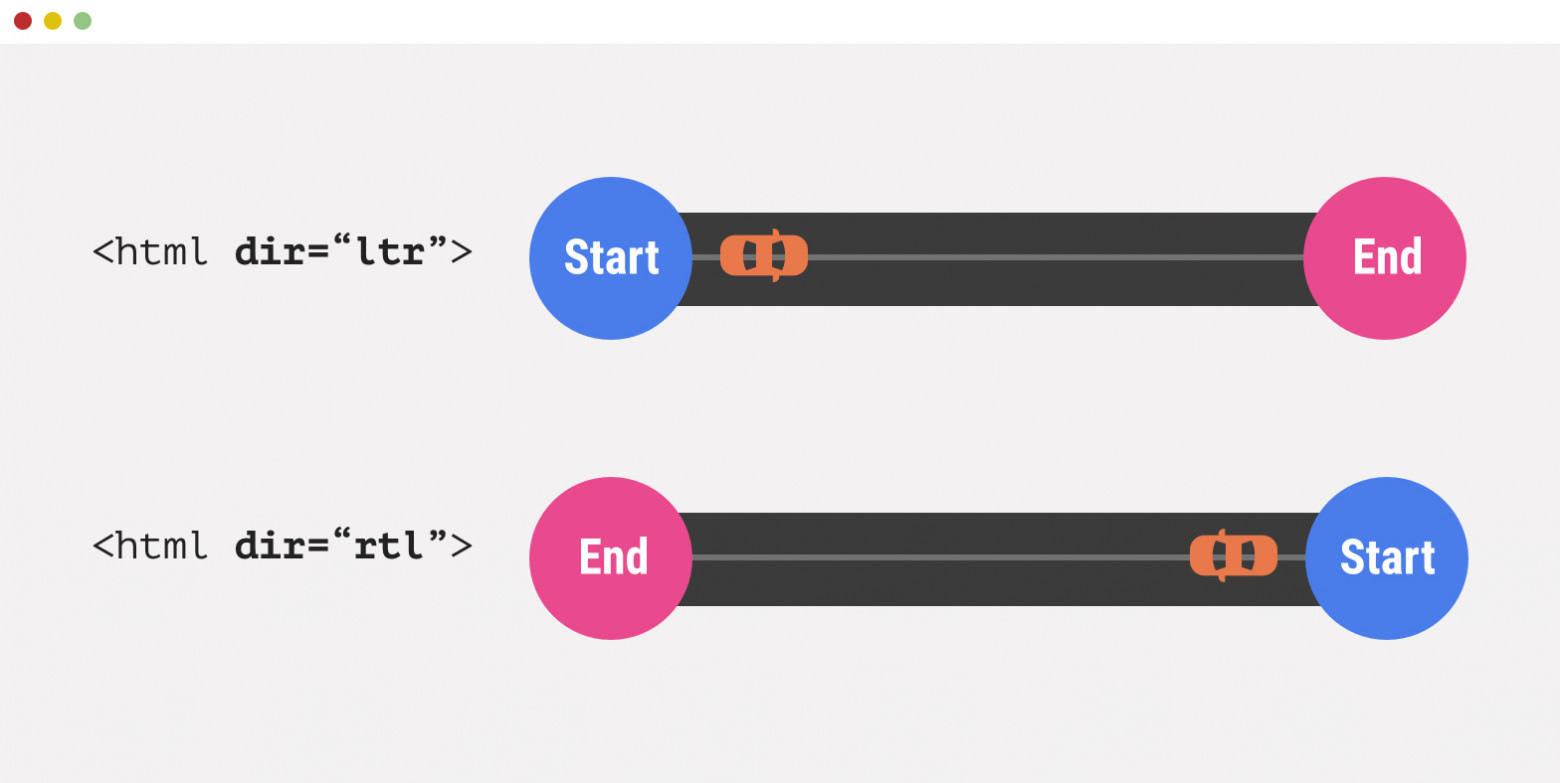 <html dir=“ltr”>
Start
End
<html dir=“rtl”>
End
Start